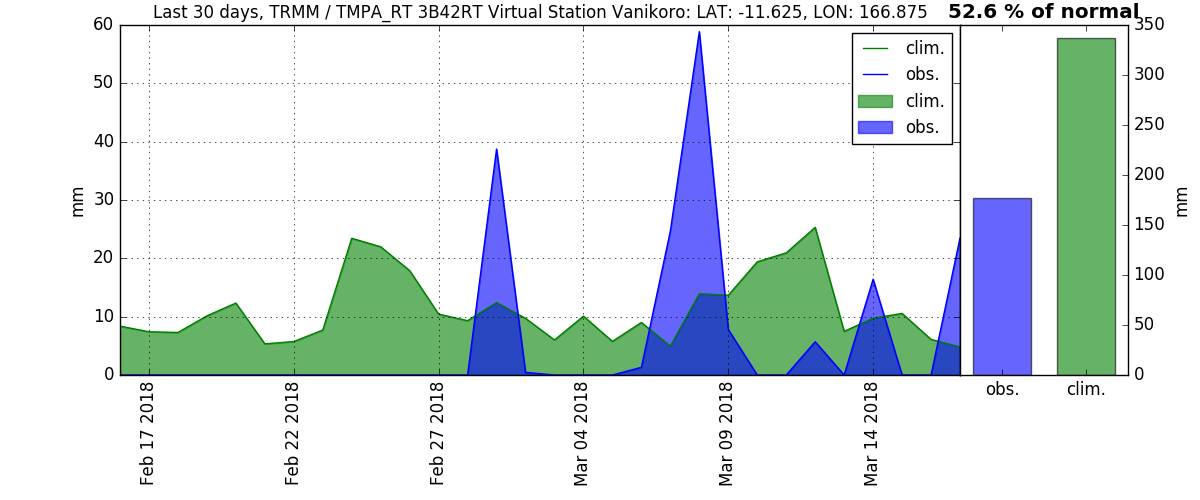 Last 30 days, TRMM / TMPA_RT 3B42RT Virtual Station Vanikoro: LAT: -11.625, LON: 166.875
52.6 % of normal
60
50
40
30
20
10
0
mm
clim.
obs.
clim.
obs.
Feb 17 2018
Feb 22 2018
Feb 27 2018
Mar 04 2018
Mar 09 2018
Mar 14 2018
350
300
250
200
150
100
50
0
mm
obs.
clim.